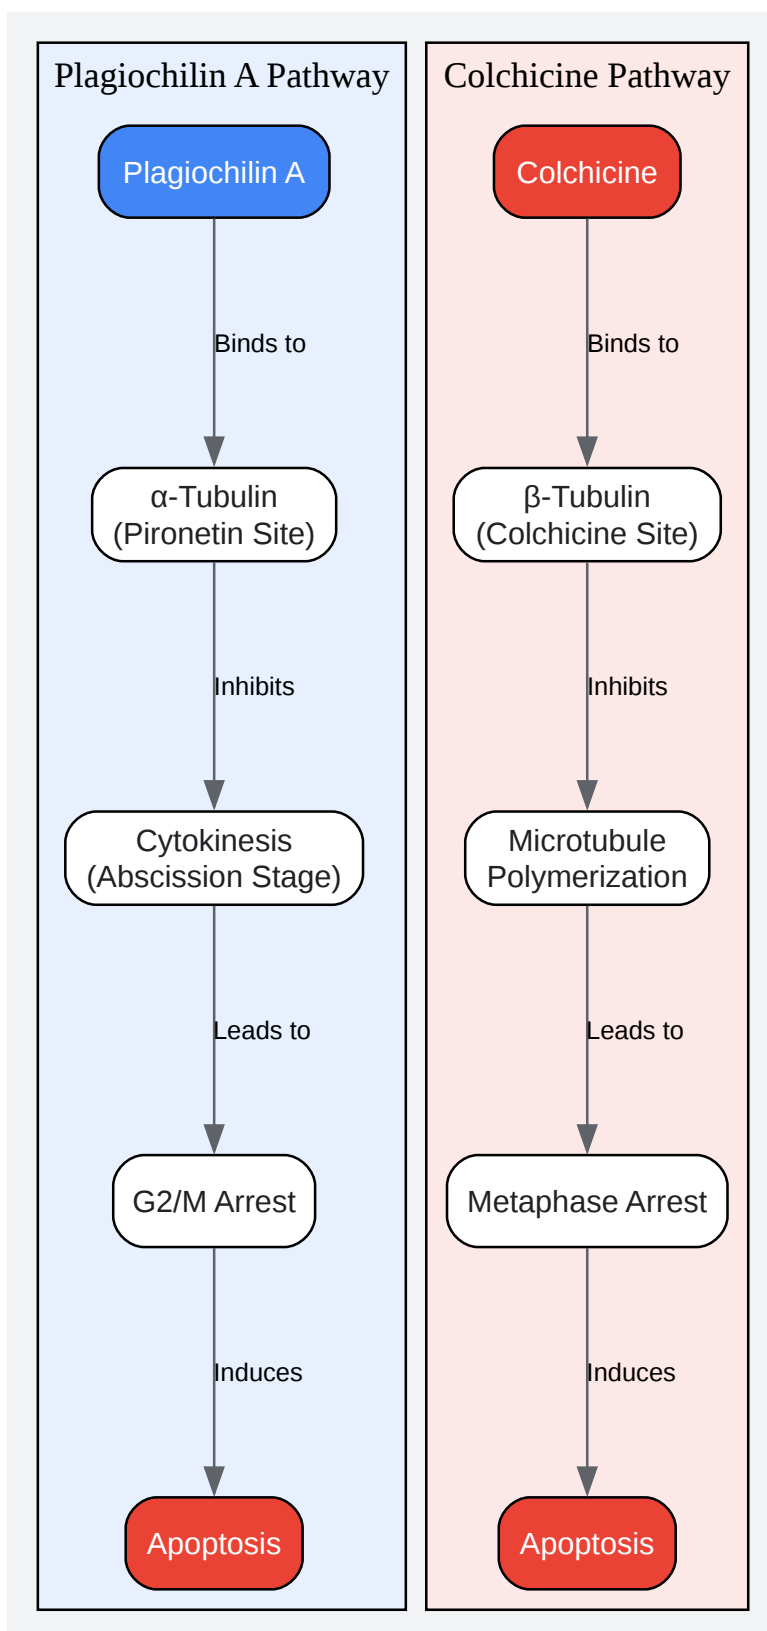 Plagiochilin A Pathway
Plagiochilin A
Binds to
α-Tubulin
(Pironetin Site)
Inhibits
Cytokinesis
(Abscission Stage)
Leads to
G2/M Arrest
Induces
Apoptosis
Colchicine Pathway
Colchicine
Binds to
β-Tubulin
(Colchicine Site)
Inhibits
Microtubule
Polymerization
Leads to
Metaphase Arrest
Induces
Apoptosis